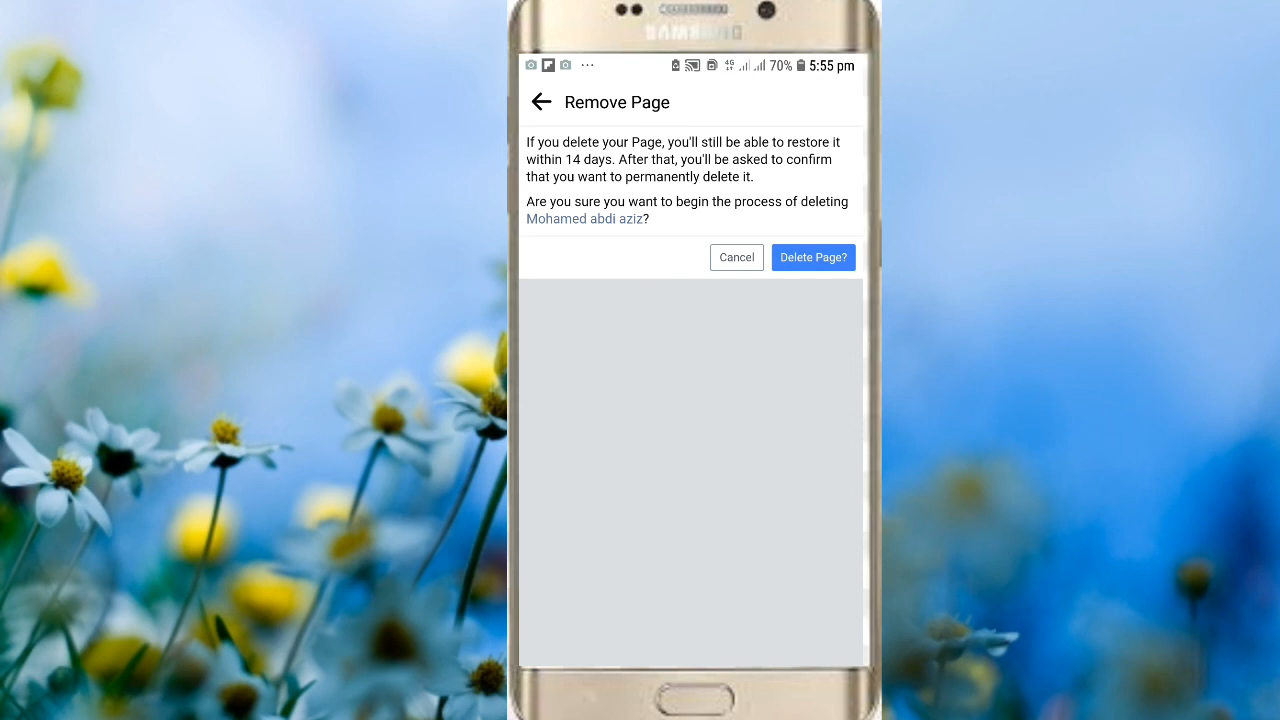 SAMSUNG
4G 70% 5:55 pm
Remove Page
If you delete your Page, you'll still be able to restore it
within 14 days. After that, you'll be asked to confirm
that you want to permanently delete it.
Are you sure you want to begin the process of deleting
Mohamed abdi aziz?
Cancel Delete Page?